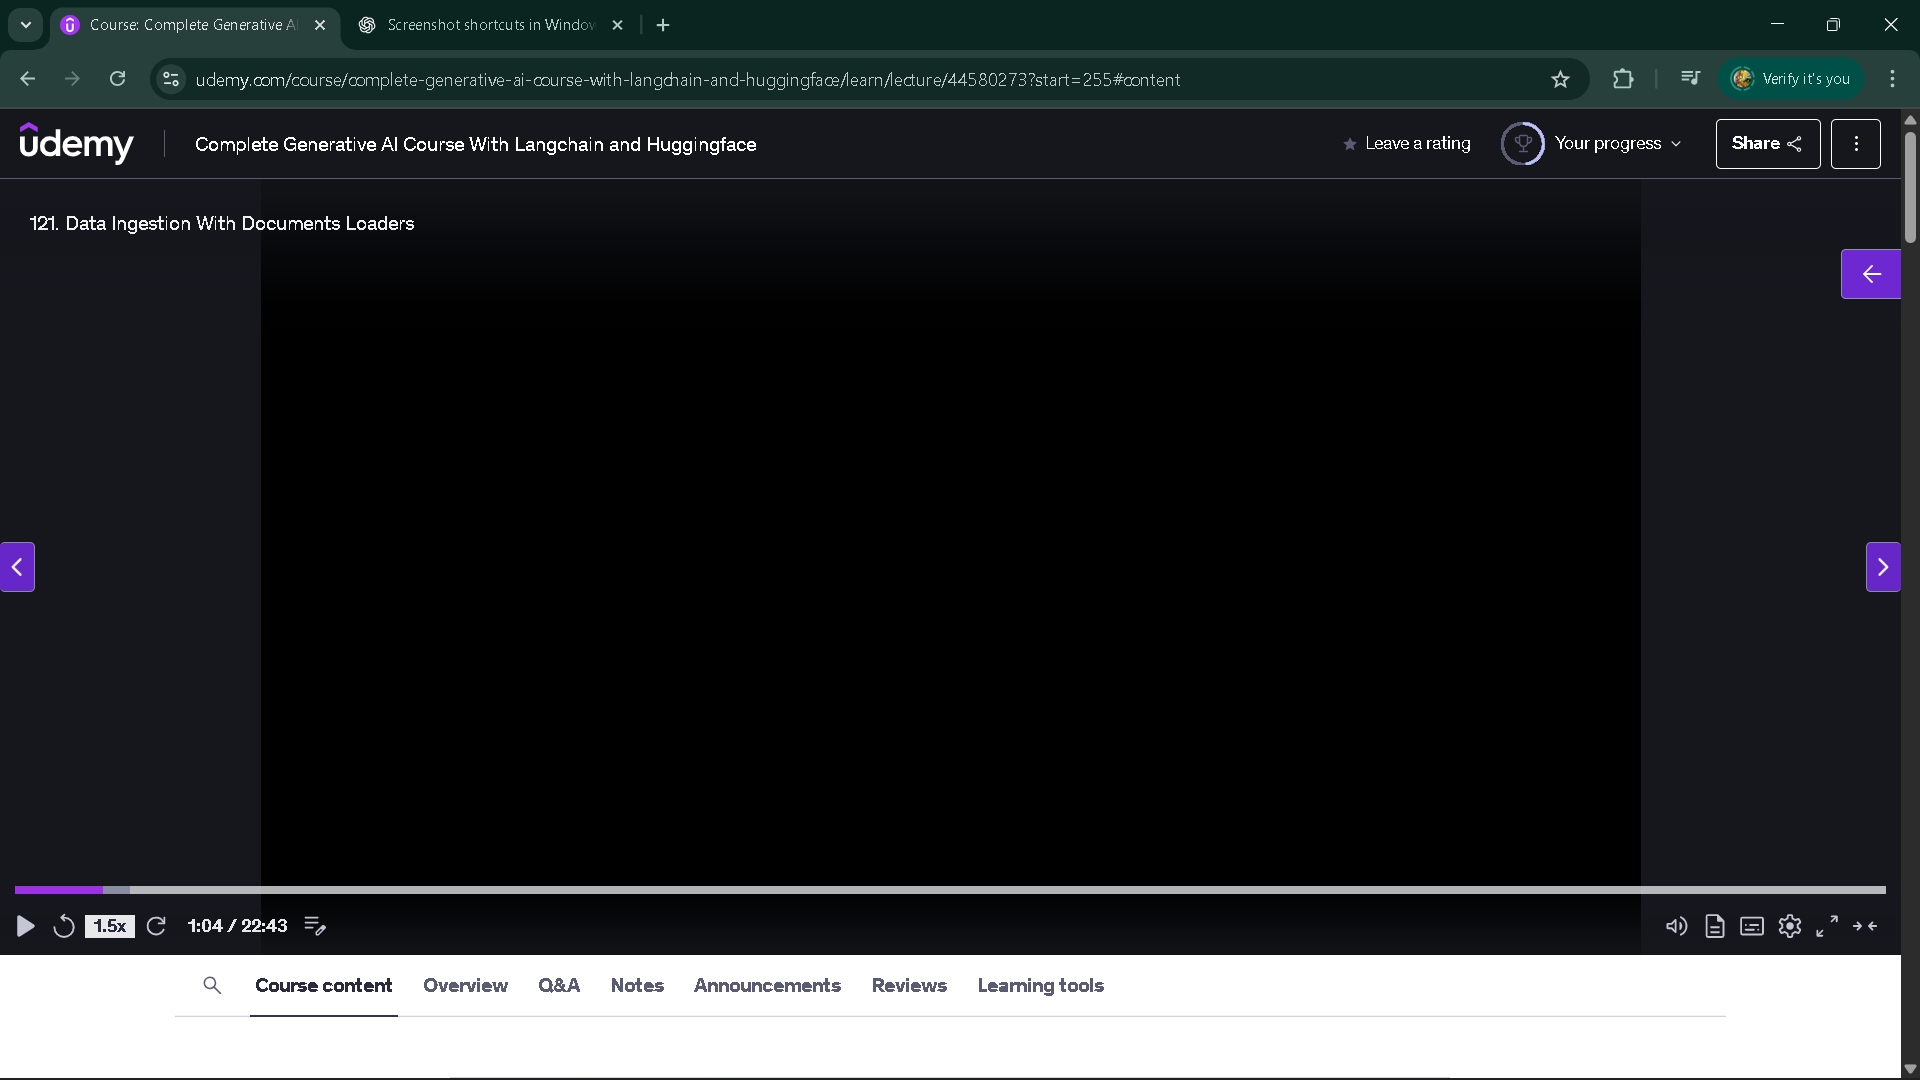 Course: Complete Generative AI
Screenshot shortcuts in Window
udemy.com/course/complete-generative-ai-course-with-langchain-and-huggingface/learn/lecture/44580273?start=255#content
Verify it's you
udemy
Complete Generative AI Course With Langchain and Huggingface
Leave a rating
Your progress
Share
121. Data Ingestion With Documents Loaders
1.5x
1:04 / 22:43
Course content
Overview
Q&A
Notes
Announcements
Reviews
Learning tools